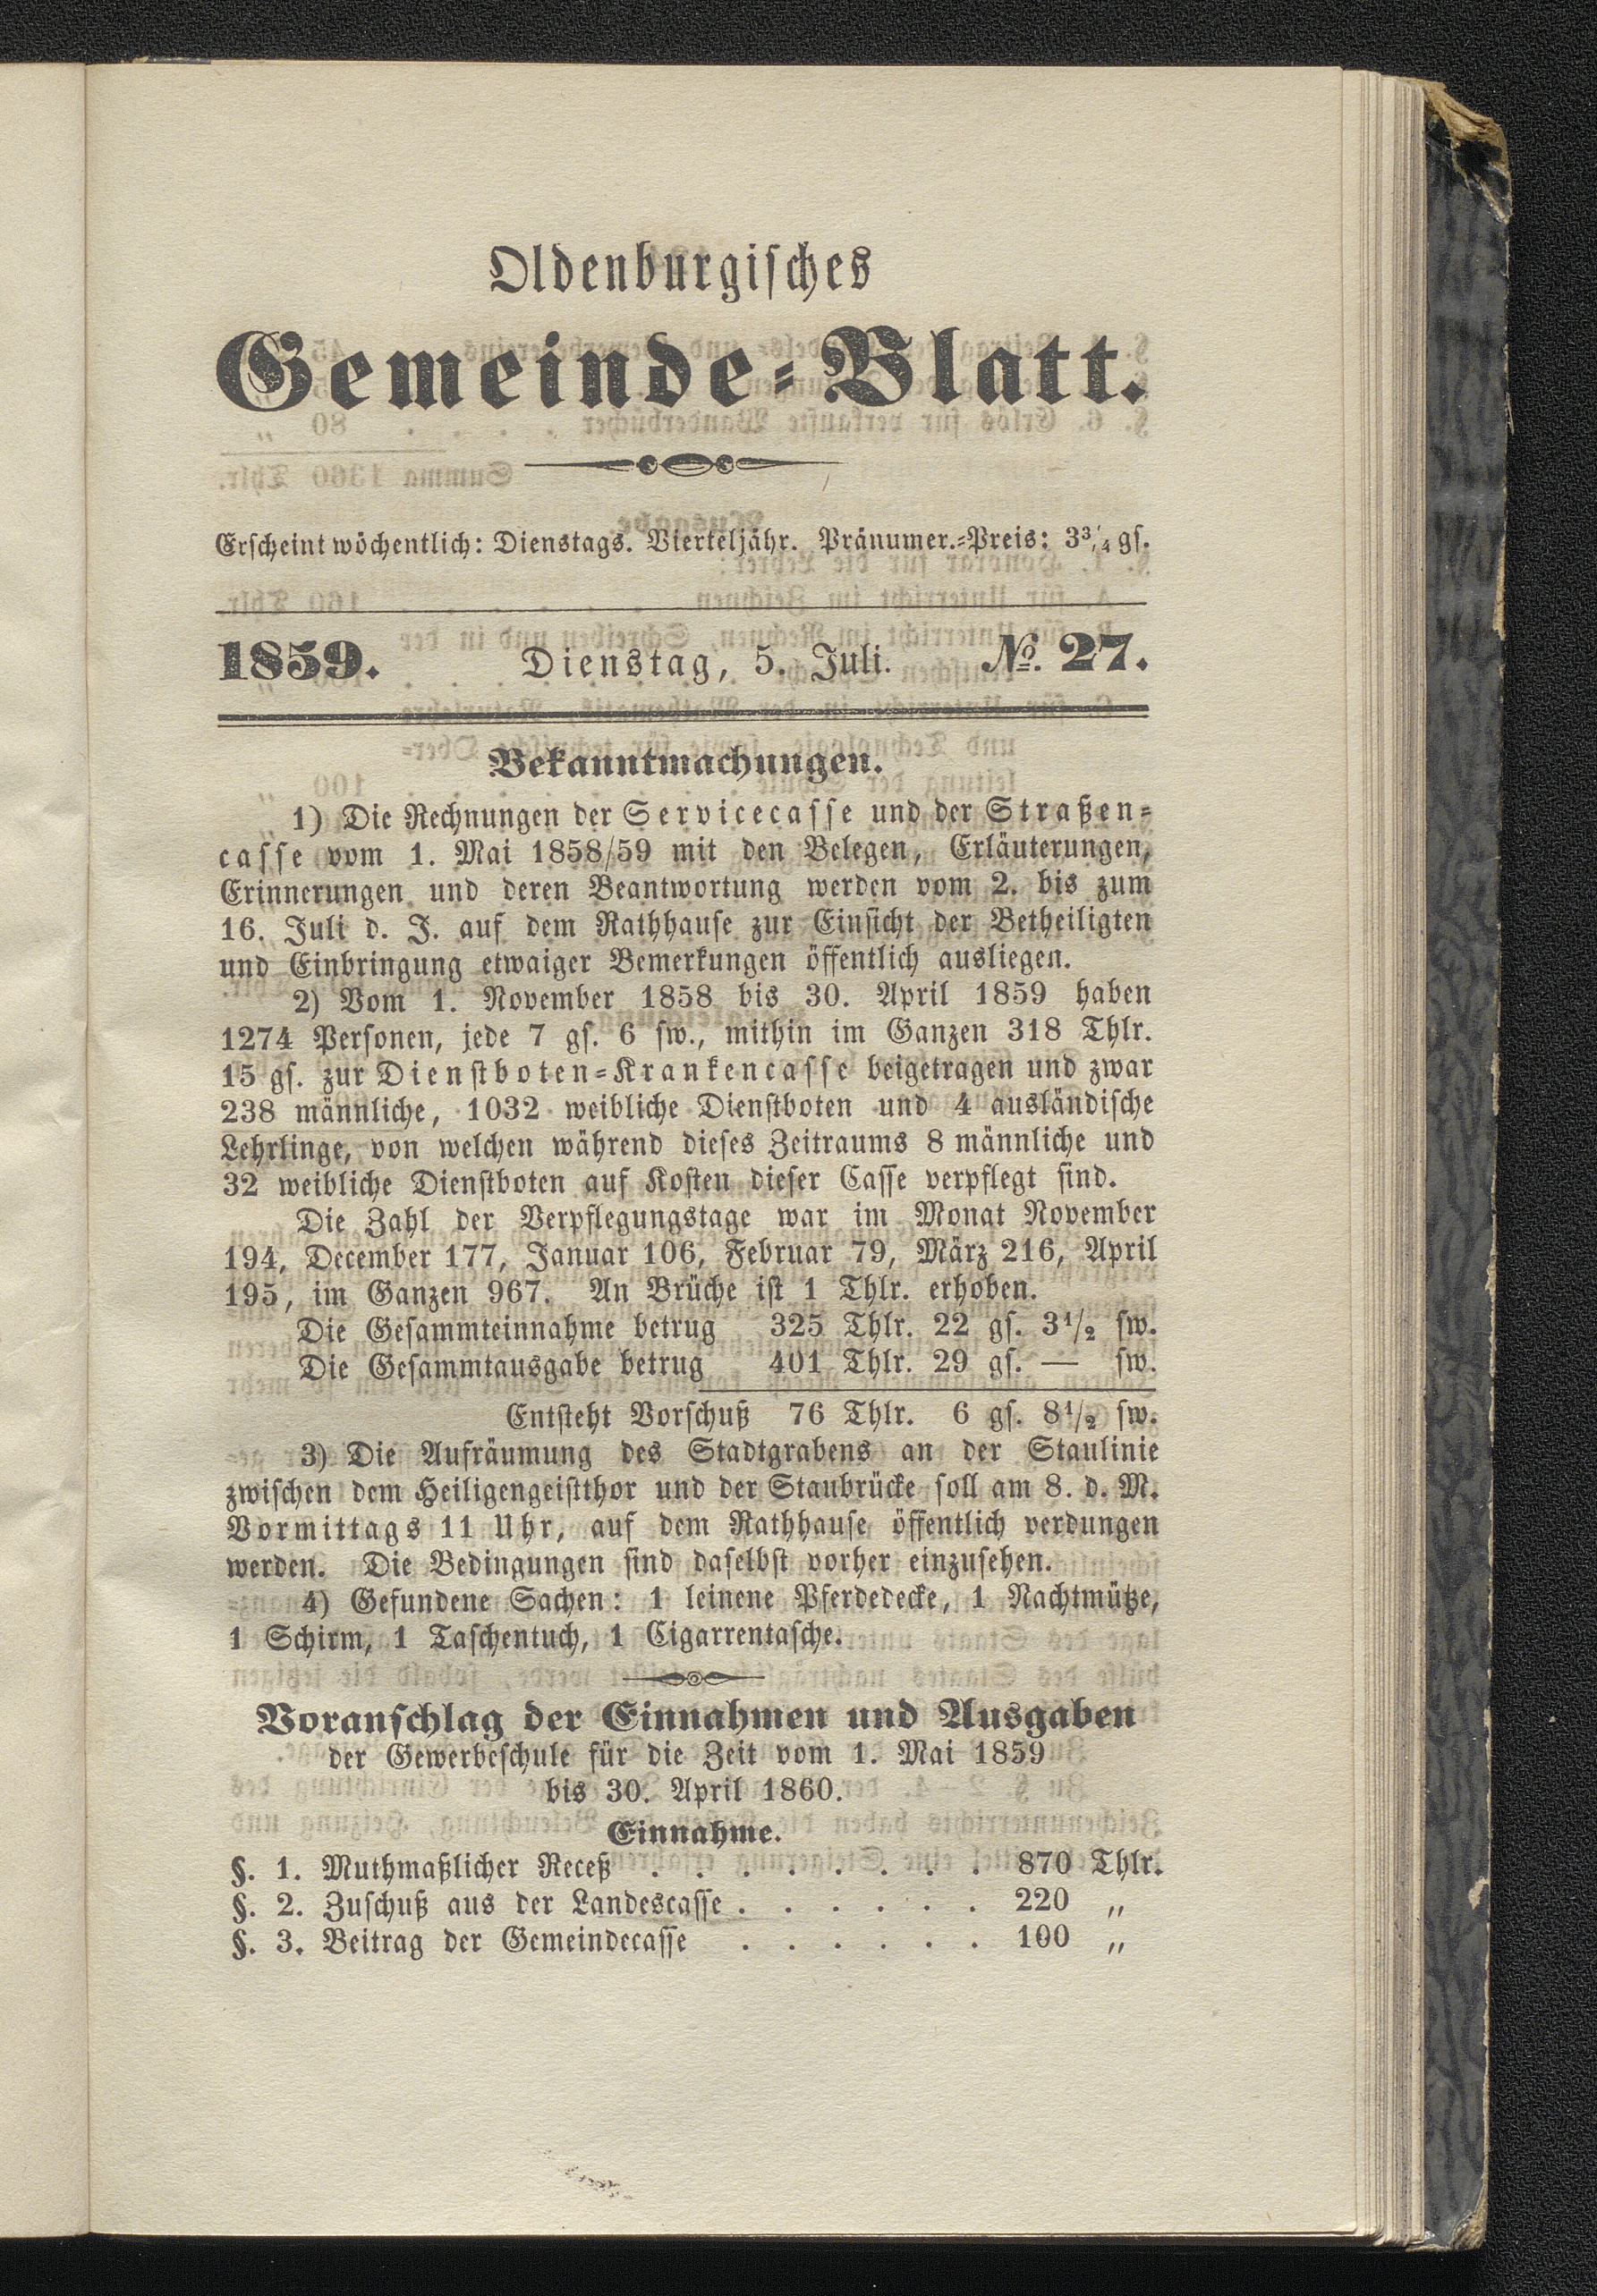 Oldenburgisches
Gemeinde-Blatt.
Erscheint wöchentlich: Dienstags. Vierteljähr. Pränumer.-Preis: 3¾ gs.
1859. Dienstag, 5. Juli. No. 27.
Bekanntmachungen.
1) Die Rechnungen der Servicecasse und der Straßen-
casse vom 1. Mai 1858/59 mit den Belegen, Erläuterungen,
Erinnerungen und deren Beantwortung werden vom 2. bis zum
16. Juli d. J. auf dem Rathhause zur Einsicht der Betheiligten
und Einbringung etwaiger Bemerkungen öffentlich ausliegen.
2) Vom 1. November 1858 bis 30. April 1859 haben
1274 Personen, jede 7 gs. 6 sw., mithin im Ganzen 318 Thlr.
15 gs. zur Dienstboten-Krankencasse beigetragen und zwar
238 männliche, 1032 weibliche Dienstboten und 4 ausländische
Lehrlinge, von welchen während dieses Zeitraums 8 männliche und
32 weibliche Dienstboten auf Kosten dieser Casse verpflegt sind.
Die Zahl der Verpflegungstage war im Monat November
194, December 177, Januar 106, Februar 79, März 216, April
195, im Ganzen 967. An Brüche ist 1 Thlr. erhoben.
Die Gesammteinnahme betrug 325 Thlr. 22 gs. 3½ sw.
Die Gesammtausgabe betrug 401 Thlr. 29 gs. — sw.
Entsteht Vorschuß 76 Thlr. 6 gs. 8½ sw.
3) Die Aufräumung des Stadtgrabens an der Staulinie
zwischen dem Heiligengeistthor und der Staubrücke soll am 8. d. M.
Vormittags 11 Uhr, auf dem Rathhause öffentlich verdungen
werden. Die Bedingungen sind daselbst vorher einzusehen.
4) Gefundene Sachen: 1 leinene Pferdedecke, 1 Nachtmütze,
1 Schirm, 1 Taschentuch, 1 Cigarrentasche.
Voranschlag der Einnahmen und Ausgaben
der Gewerbeschule für die Zeit vom 1. Mai 1859
bis 30. April 1860.
Einnahme.
§. 1. Muthmaßlicher Receß . . . . . . . . 870 Thlr.
§. 2. Zuschuß aus der Landescasse . . . . . . 220 „
§. 3. Beitrag der Gemeindecasse . . . . . . 100 „